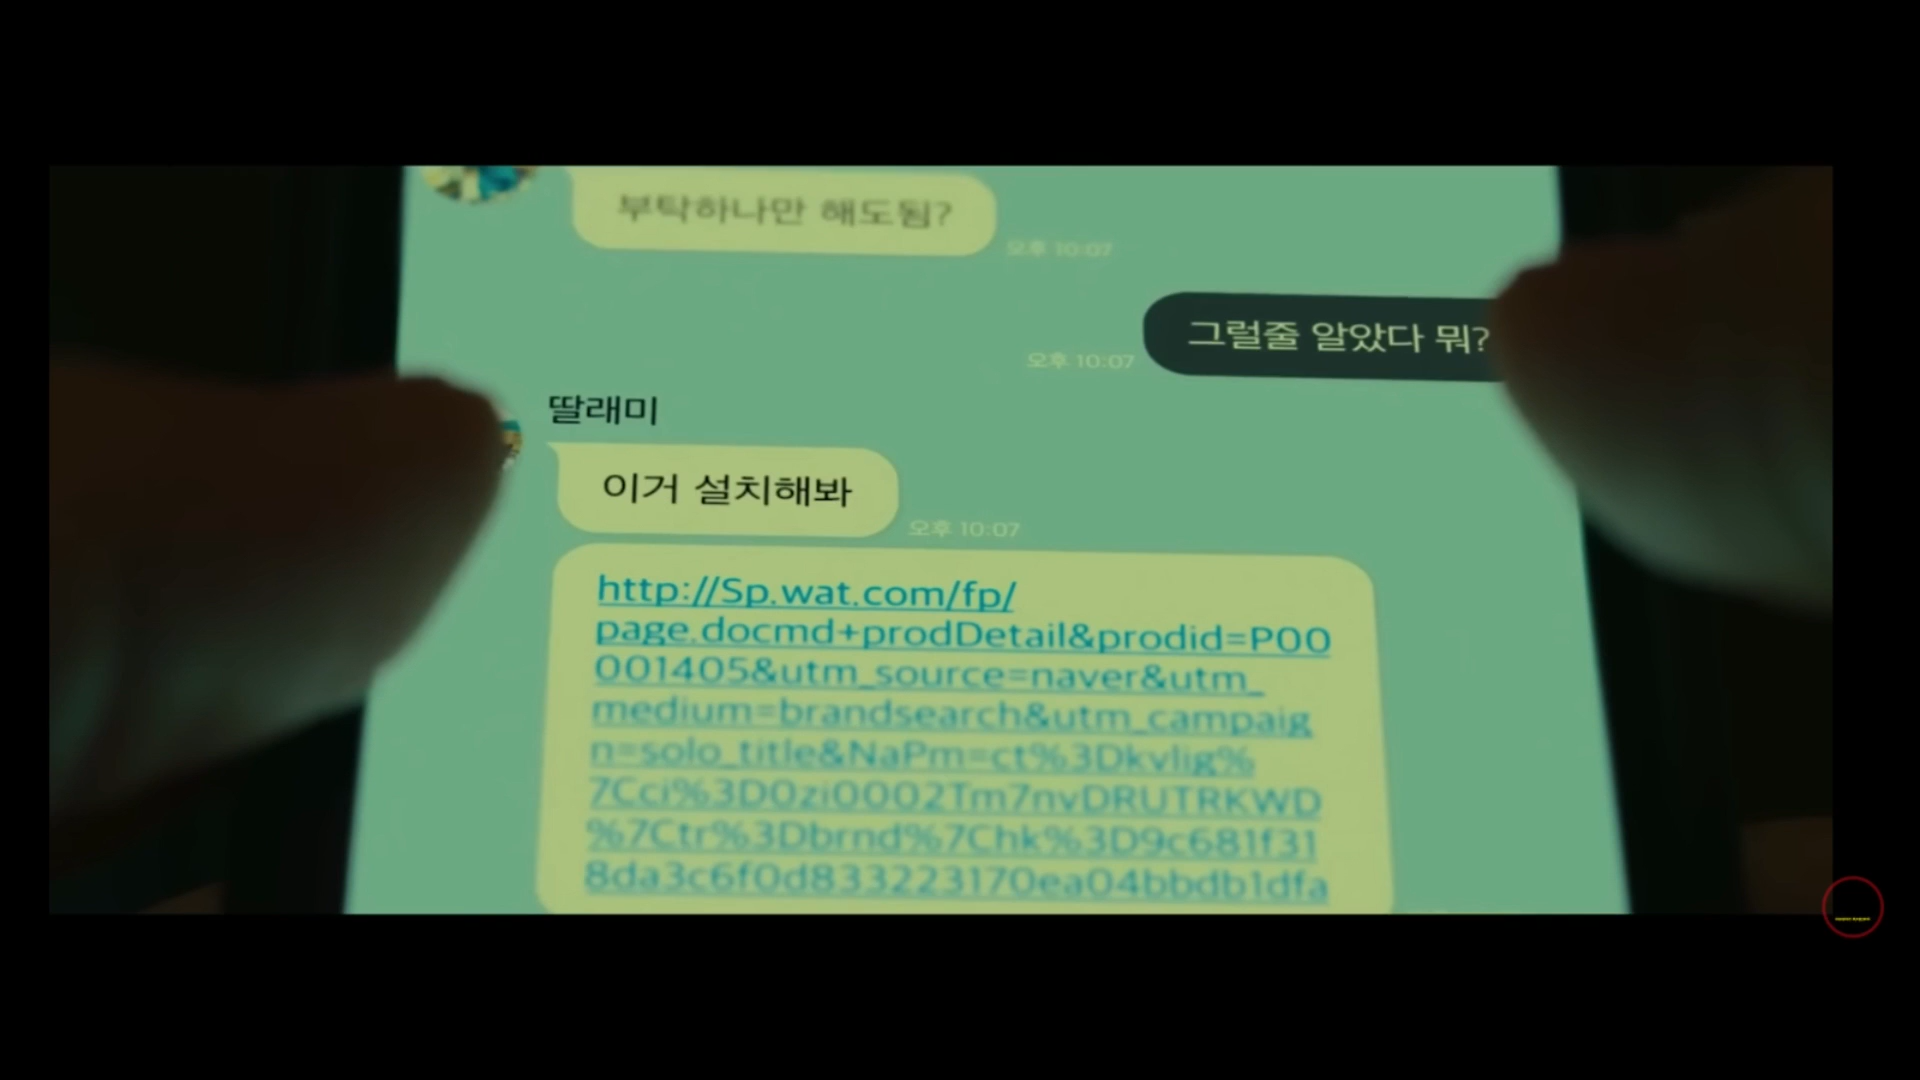 부탁하나만 해도됨?
오후 10:07
그럴줄 알았다 뭐?
오후 10:07
딸래미
이거 설치해봐
오후 10:07
http://Sp.wat.com/fp/
page.docmd+prodDetail&prodid=P00
001405&utm_source=naver&utm_
medium=brandsearch&utm_campaig
n=solo_title&NaPm=ct%3Dkvlig%
7Cci%3D0zi0002Tm7nvDRUTRKWD
%7Ctr%3Dbrnd%7Chk%3D9c681f31
8da3c6f0d833223170ea04bbdb1dfa